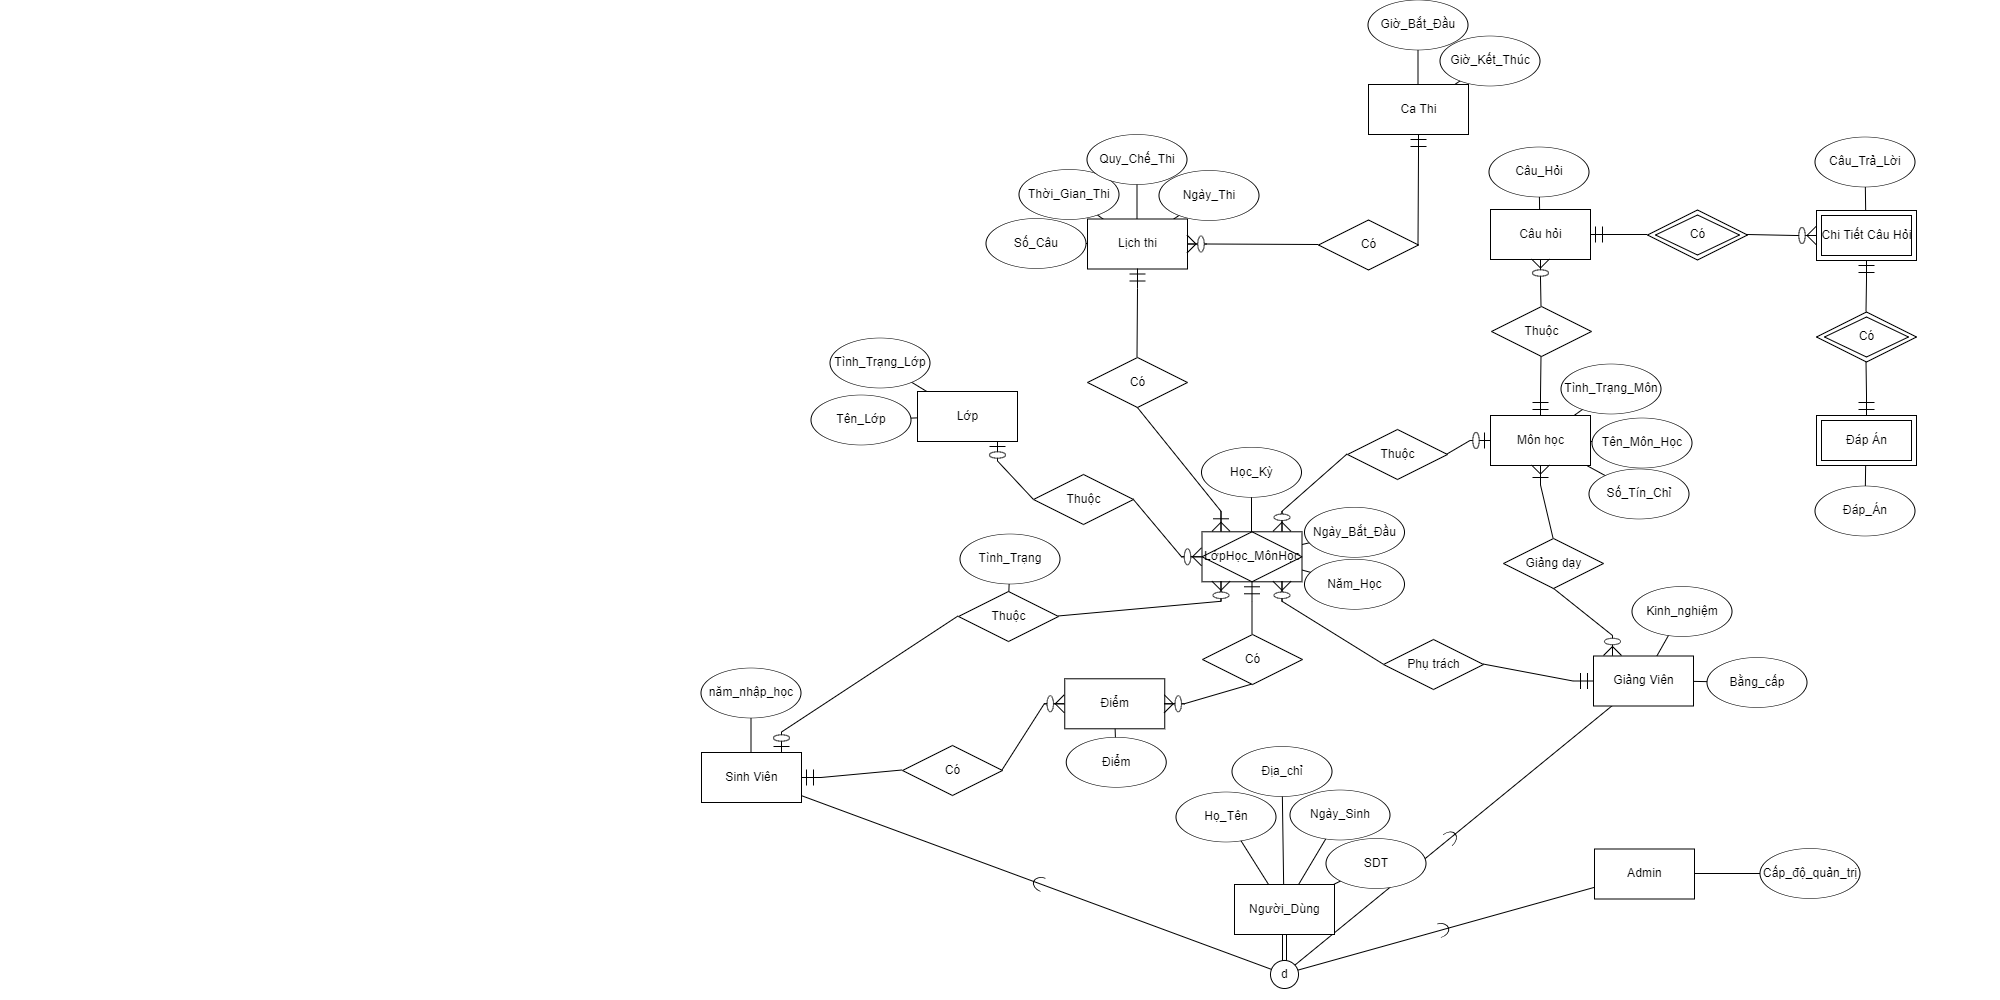 Giờ_Bắt_Đầu
Giờ_Kết_Thúc
Ca Thi
Quy_Chế_Thi
Thời_Gian_Thi
Ngày_Thi
Số_Câu
Lịch thi
Có
Câu_Hỏi
Câu_Trả_Lời
Câu hỏi
Có
Chi Tiết Câu Hỏi
Thuộc
Có
Tình_Trạng_Lớp
Tên_Lớp
Lớp
Có
Tình_Trạng_Môn
Môn học
Tên_Môn_Học
Đáp Án
Thuộc
Học_Kỳ
Số_Tín_Chỉ
Thuộc
Đáp_Án
Ngày_Bắt_Đầu
LớpHọc_MônHọc
Năm_Học
Giảng dạy
Tình_Trạng
Thuộc
Kinh_nghiệm
Có
Phụ trách
Giảng Viên
Bằng_cấp
năm_nhập_học
Điểm
Sinh Viên
Có
Điểm
Địa_chỉ
Họ_Tên
Ngày_Sinh
SDT
Admin
Cấp_độ_quản_trị
Người_Dùng
d